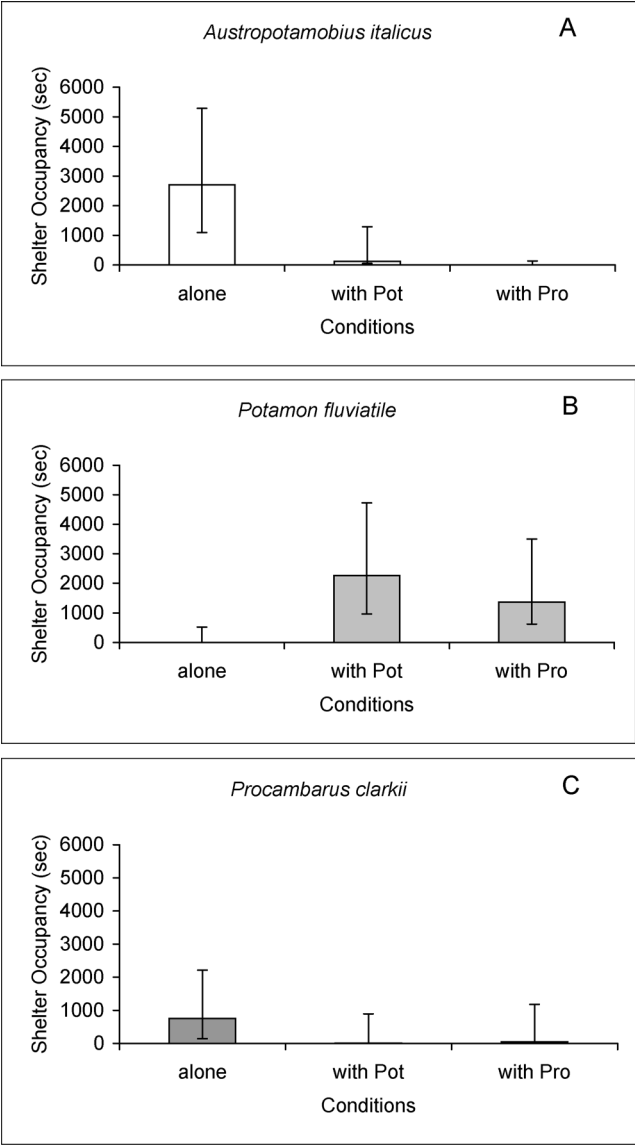 Austropotamobius italicus
A
Shelter Occupancy (sec)
6000
5000
4000
3000
2000
1000
0
alone with Pot with Pro
Conditions
Potamon fluviatile
B
Shelter Occupancy (sec)
6000
5000
4000
3000
2000
1000
0
alone with Pot with Pro
Conditions
Procambarus clarkii
C
Shelter Occupancy (sec)
6000
5000
4000
3000
2000
1000
0
alone with Pot with Pro
Conditions